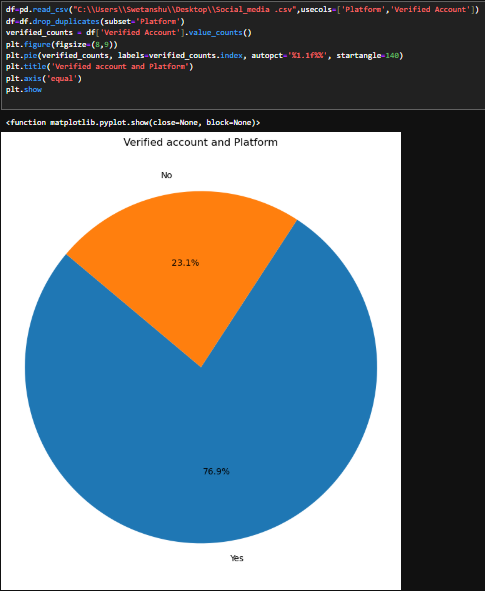 df=pd.read_csv("C:\\Users\\Swetanshu\\Desktop\\Social_media .csv",usecols=['Platform','Verified Account'])
df=df.drop_duplicates(subset='Platform')
verified_counts = df['Verified Account'].value_counts()
plt.figure(figsize=(8,9))
plt.pie(verified_counts, labels=verified_counts.index, autopct='%1.1f%%', startangle=140)
plt.title('Verified account and Platform')
plt.axis('equal')
plt.show
<function matplotlib.pyplot.show(close=None, block=None)>
Verified account and Platform
No
23.1%
76.9%
Yes